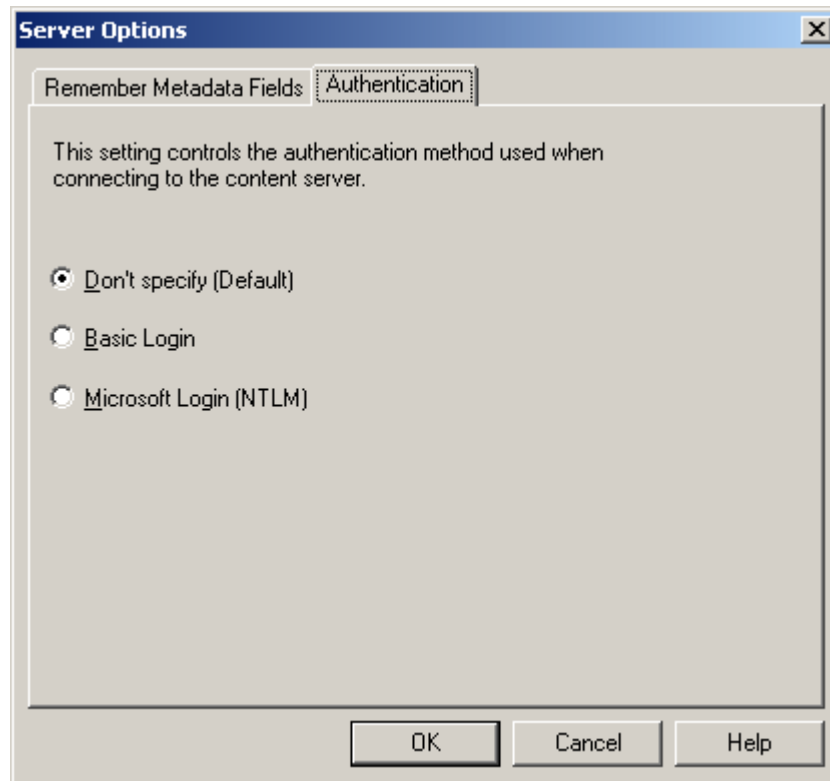 Server Options
Remember Metadata Fields
Authentication
This setting controls the authentication method used when
connecting to the content server.
Don't specify (Default)
Basic Login
Microsoft Login (NTLM)
OK
Cancel
Help